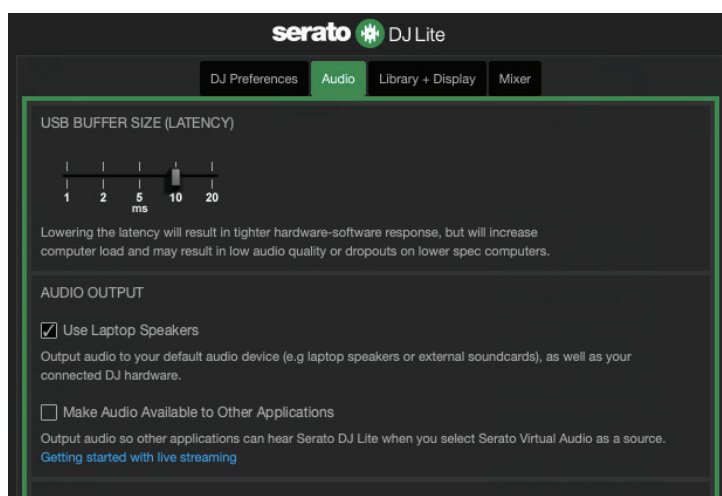 serato DJ Lite
DJ Preferences Audio Library + Display Mixer
USB BUFFER SIZE (LATENCY)
1 2 5 10 20
ms
Lowering the latency will result in tighter hardware-software response, but will increase
computer load and may result in low audio quality or dropouts on lower spec computers.
AUDIO OUTPUT
Use Laptop Speakers
Output audio to your default audio device (e.g laptop speakers or external soundcards), as well as your
connected DJ hardware.
Make Audio Available to Other Applications
Output audio so other applications can hear Serato DJ Lite when you select Serato Virtual Audio as a source.
Getting started with live streaming